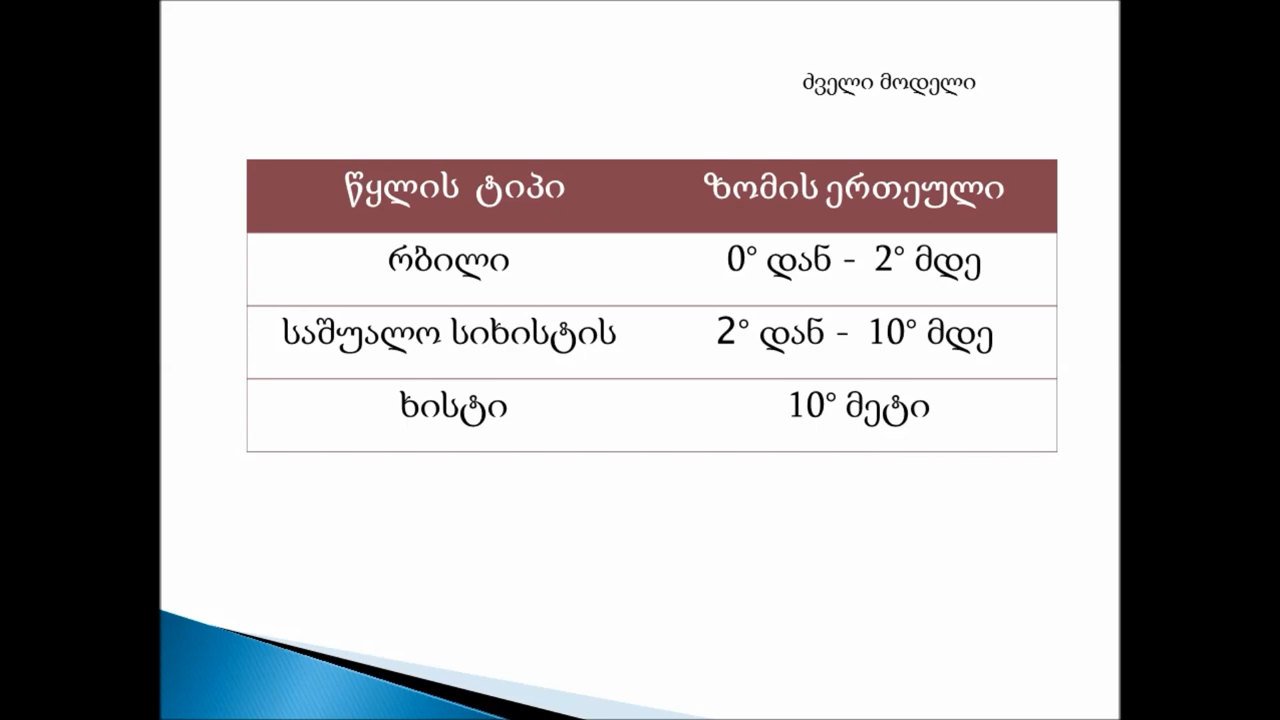 ძველი მოდელი
წყლის ტიპი ზომის ერთეული
რბილი 0° დან - 2° მდე
საშუალო სიხისტის 2° დან - 10° მდე
ხისტი 10° მეტი